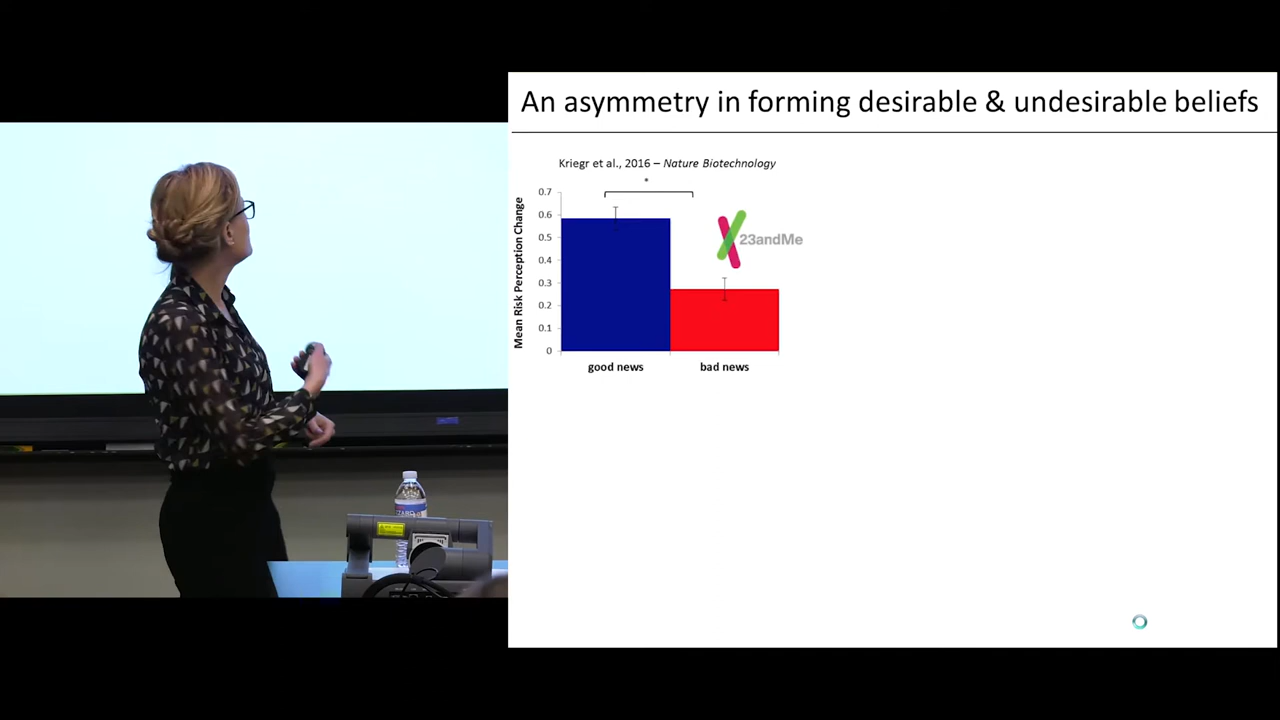 An asymmetry in forming desirable & undesirable beliefs
Kriegr et al., 2016 – Nature Biotechnology
*
0.7
0.6
0.5
0.4
0.3
0.2
0.1
0
Mean Risk Perception Change
23andMe
good news
bad news